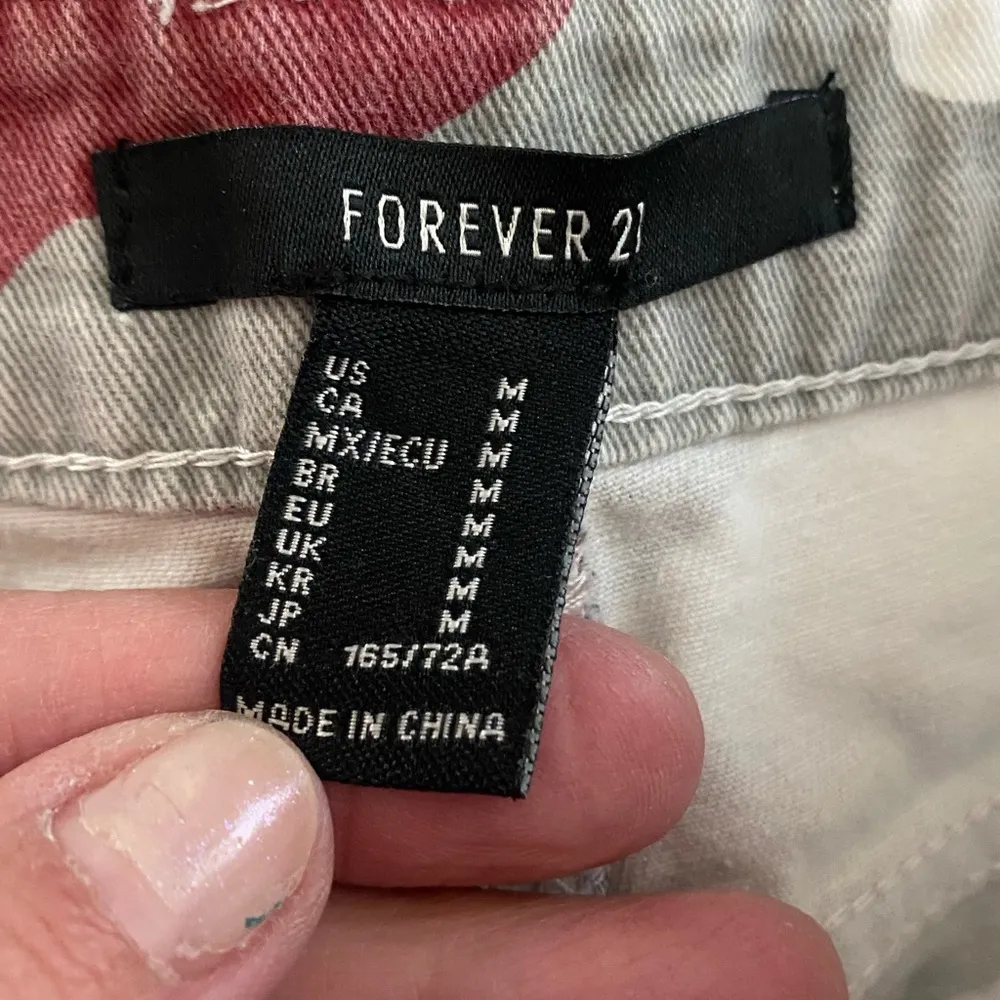 FOREVER 21
US M
CA M
MX/ECU M
BR M
EU M
UK M
KR M
JP M
CN 165/72A
MADE IN CHINA